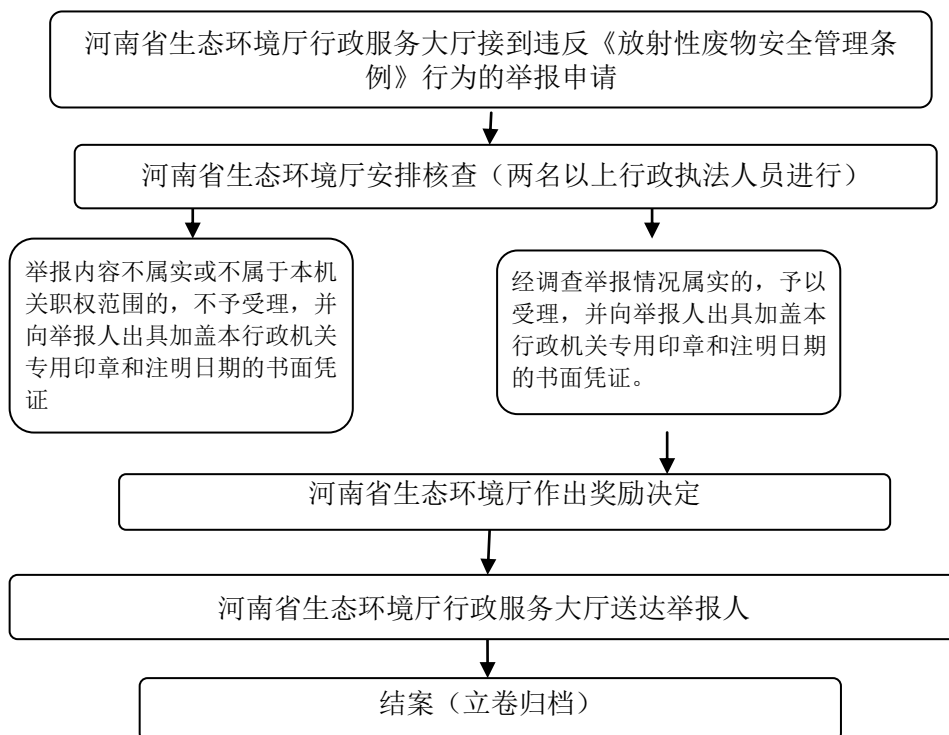 河南省生态环境厅行政服务大厅接到违反《放射性废物安全管理条
例》行为的举报申请
河南省生态环境厅安排核查（两名以上行政执法人员进行）
举报内容不属实或不属于本机
关职权范围的，不予受理，并
向举报人出具加盖本行政机关
专用印章和注明日期的书面凭
证
经调查举报情况属实的，予以
受理，并向举报人出具加盖本
行政机关专用印章和注明日期
的书面凭证。
河南省生态环境厅作出奖励决定
河南省生态环境厅行政服务大厅送达举报人
结案（立卷归档）